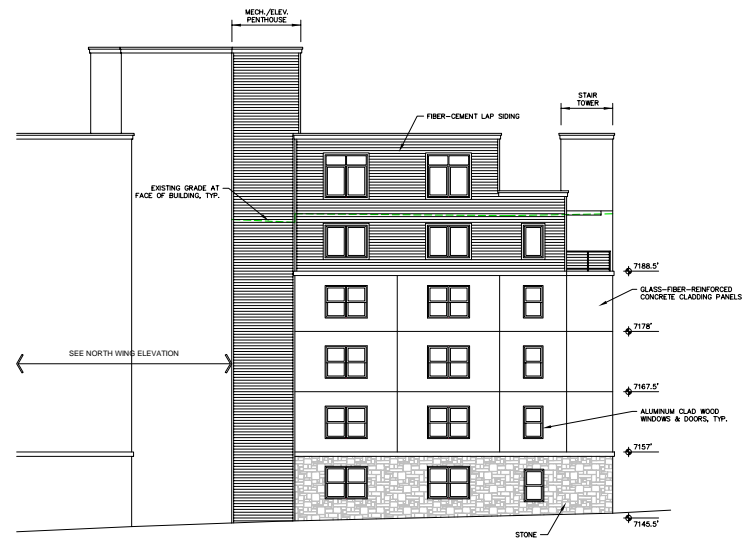 MECH./ELEV.
PENTHOUSE
STAIR
TOWER
FIBER-CEMENT LAP SIDING
EXISTING GRADE AT
FACE OF BUILDING, TYP.
7188.5'
GLASS-FIBER-REINFORCED
CONCRETE CLADDING PANELS
7178'
SEE NORTH WING ELEVATION
7167.5'
ALUMINUM CLAD WOOD
WINDOWS & DOORS, TYP.
7157'
7145.5'
STONE